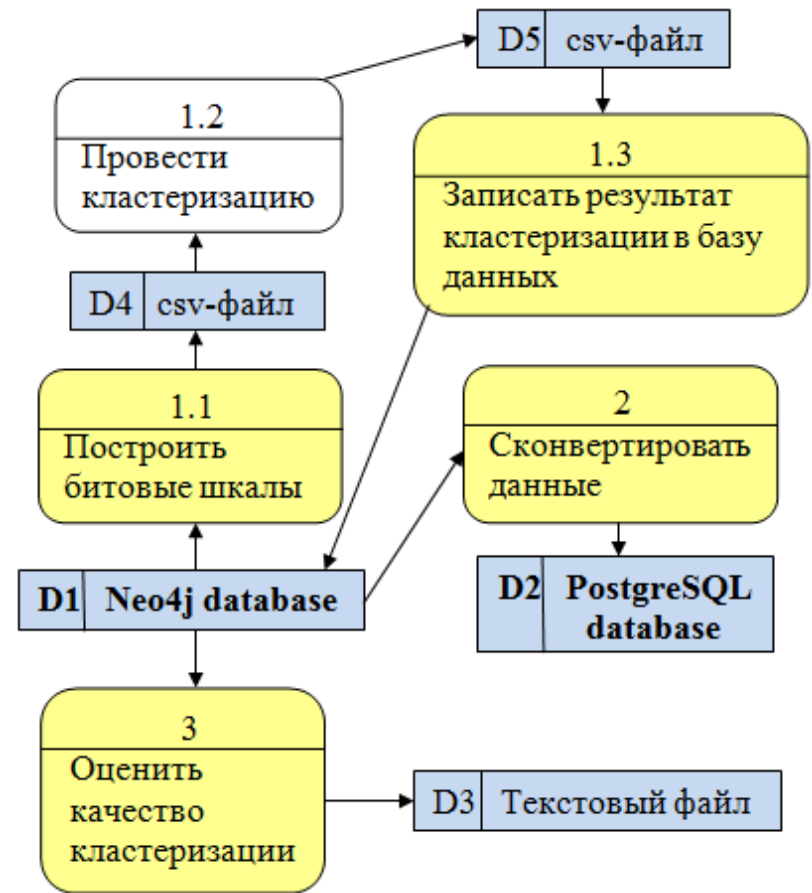 D5 csv-файл
1.2
Провести
кластеризацию
1.3
Записать результат
кластеризации в базу
данных
D4 csv-файл
1.1
Построить
битовые шкалы
2
Сконвертировать
данные
D1 Neo4j database
D2 PostgreSQL
database
3
Оценить
качество
кластеризации
D3 Текстовый файл